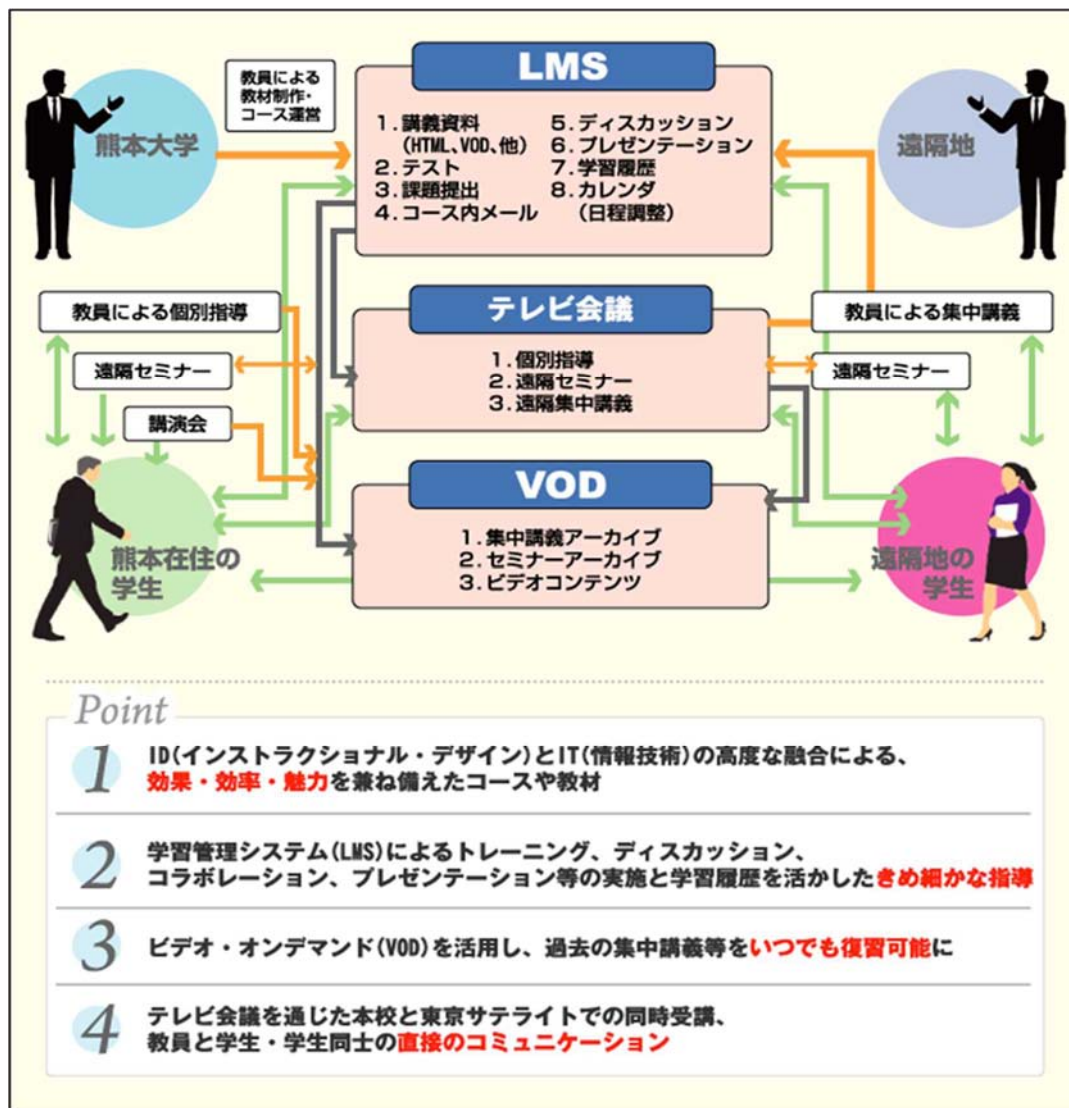 LMS
教員による
教材制作・
コース運営
熊本大学
遠隔地
1.講義資料
(HTML、VOD、他)
2.テスト
3.課題提出
4.コース内メール
5.ディスカッション
6.プレゼンテーション
7.学習履歴
8.カレンダ
(日程調整)
教員による個別指導
遠隔セミナー
講演会
テレビ会議
1.個別指導
2.遠隔セミナー
3.遠隔集中講義
教員による集中講義
遠隔セミナー
VOD
1.集中講義アーカイブ
2.セミナーアーカイブ
3.ビデオコンテンツ
熊本在住の
学生
遠隔地の
学生
Point
1
ID(インストラクショナル・デザイン)とIT(情報技術)の高度な融合による、
効果・効率・魅力を兼ね備えたコースや教材
2
学習管理システム(LMS)によるトレーニング、ディスカッション、
コラボレーション、プレゼンテーション等の実施と学習履歴を活かしたきめ細かな指導
3
ビデオ・オンデマンド(VOD)を活用し、過去の集中講義等をいつでも復習可能に
4
テレビ会議を通じた本校と東京サテライトでの同時受講、
教員と学生・学生同士の直接のコミュニケーション